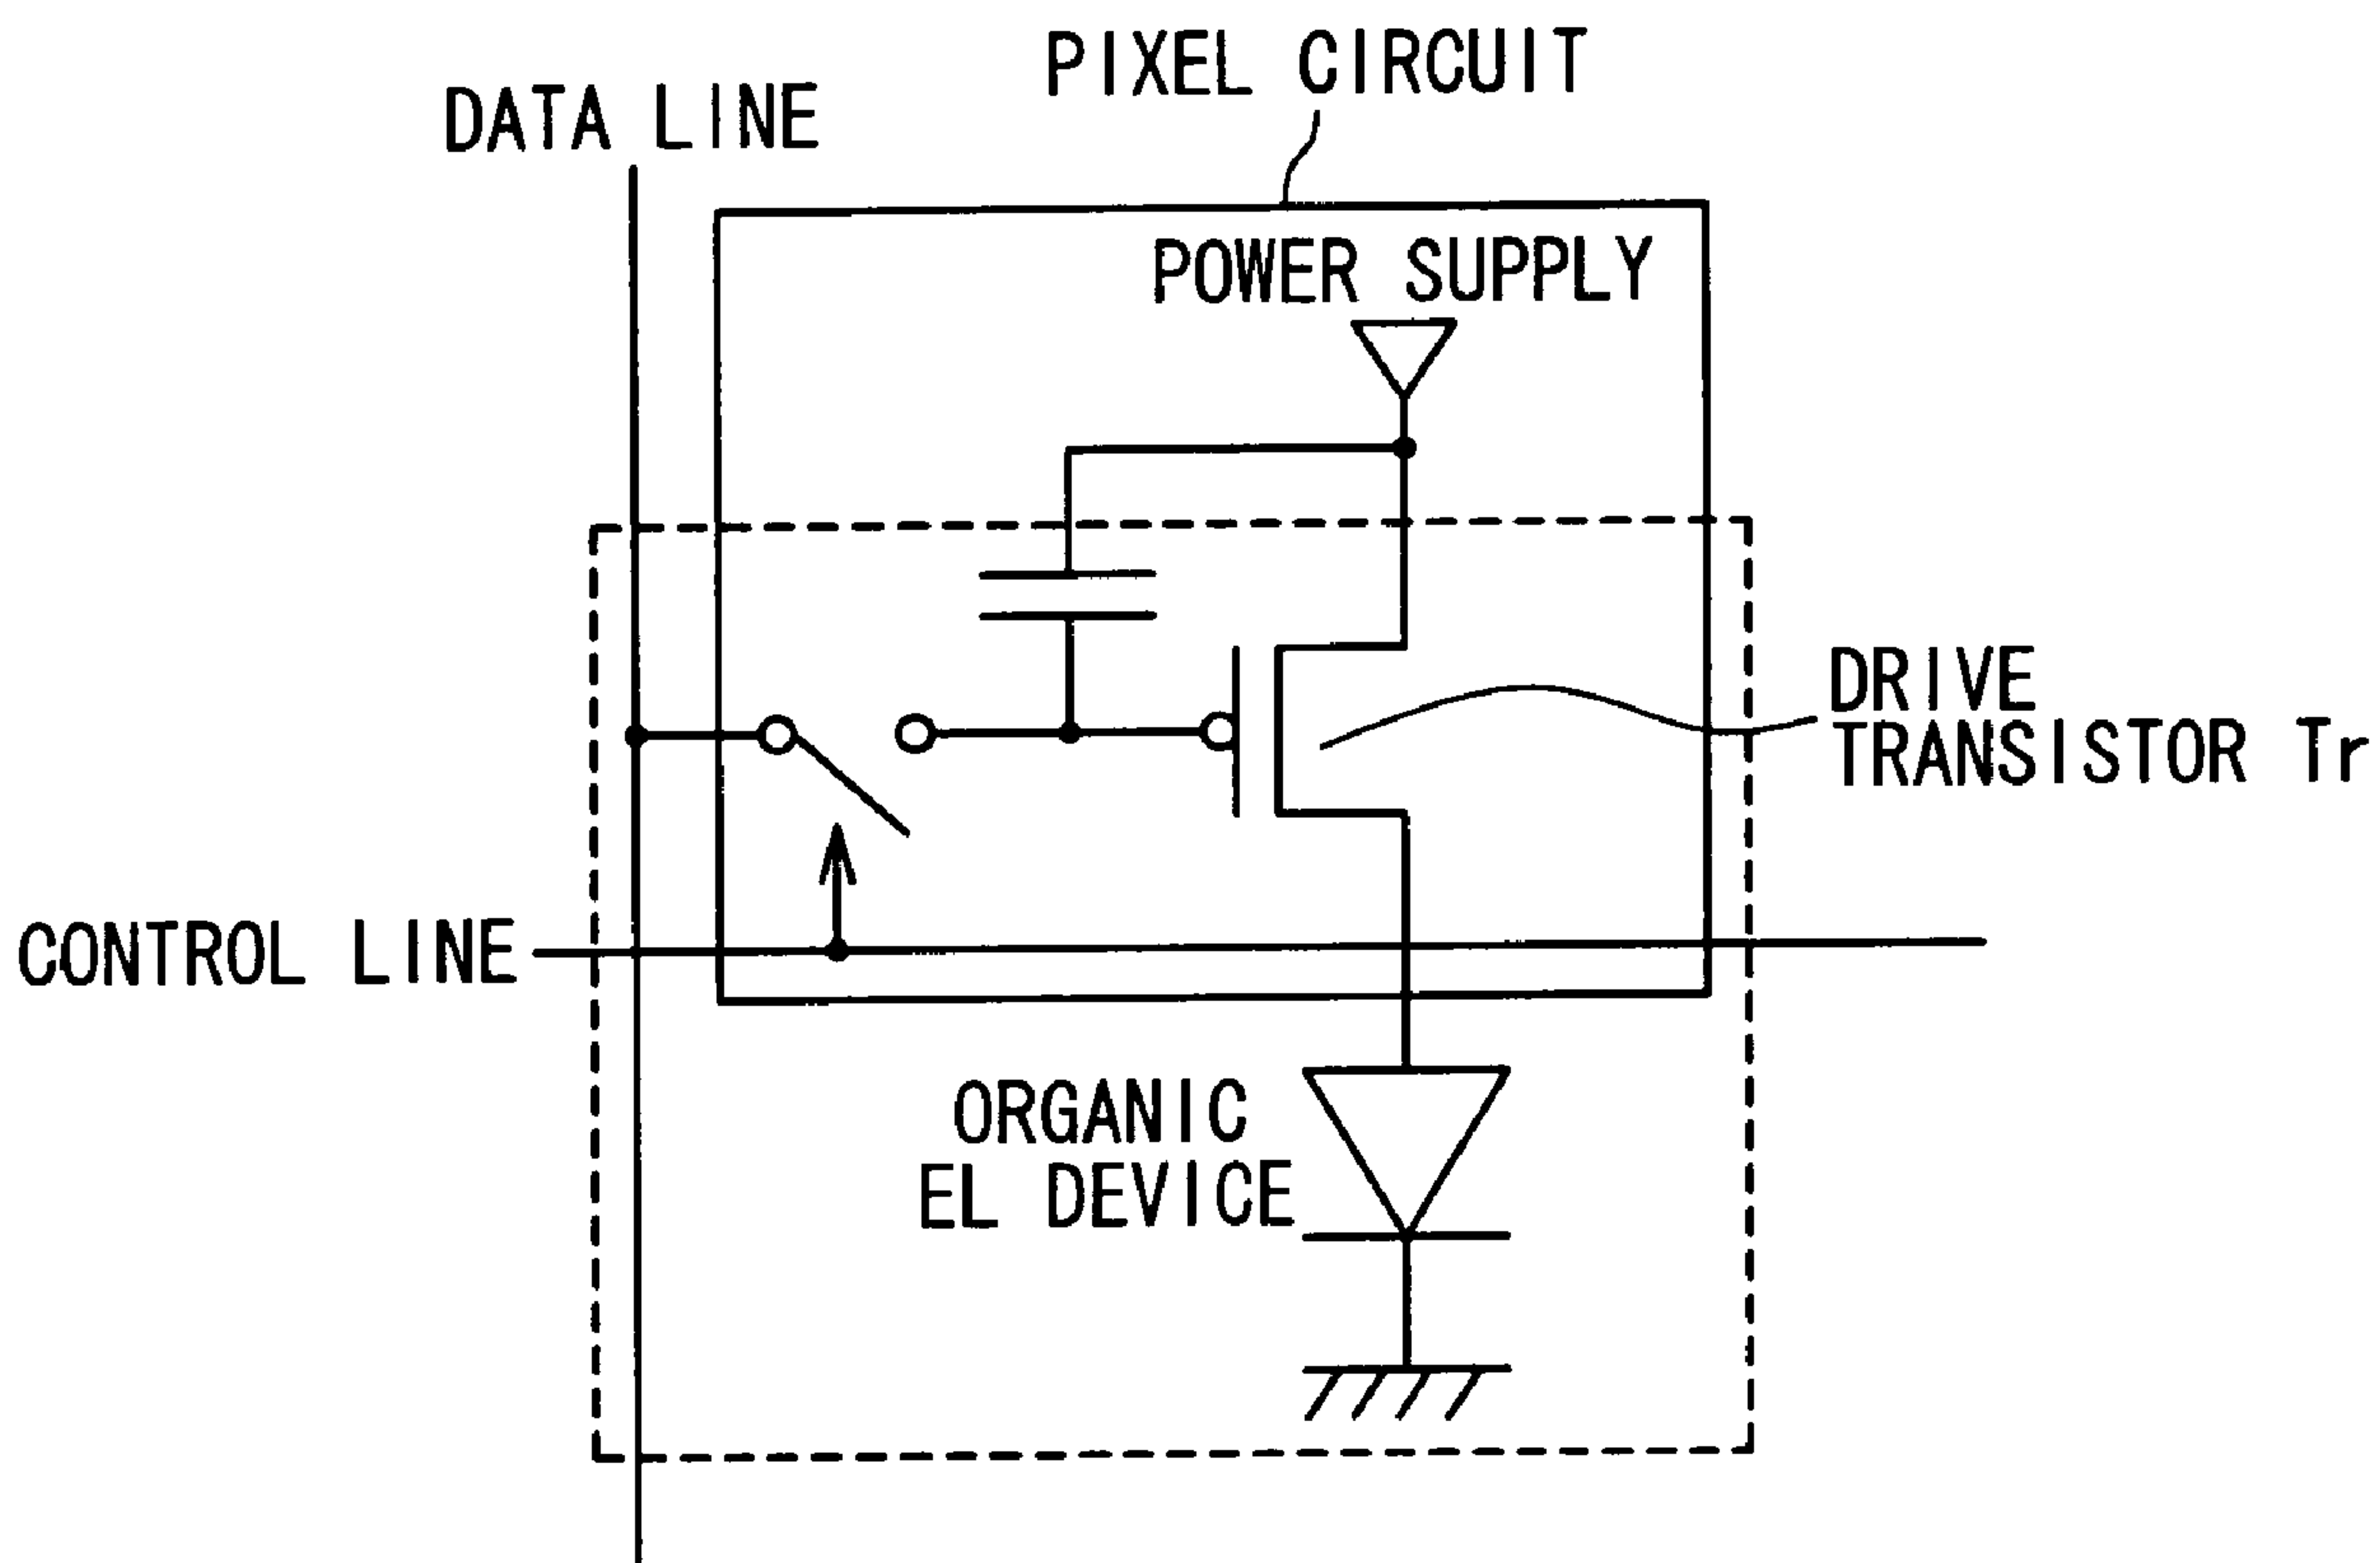 PIXEL CIRCUIT
DATA LINE
POWER SUPPLY
DRIVE
TRANSISTOR Tr
CONTROL LINE
ORGANIC
EL DEVICE